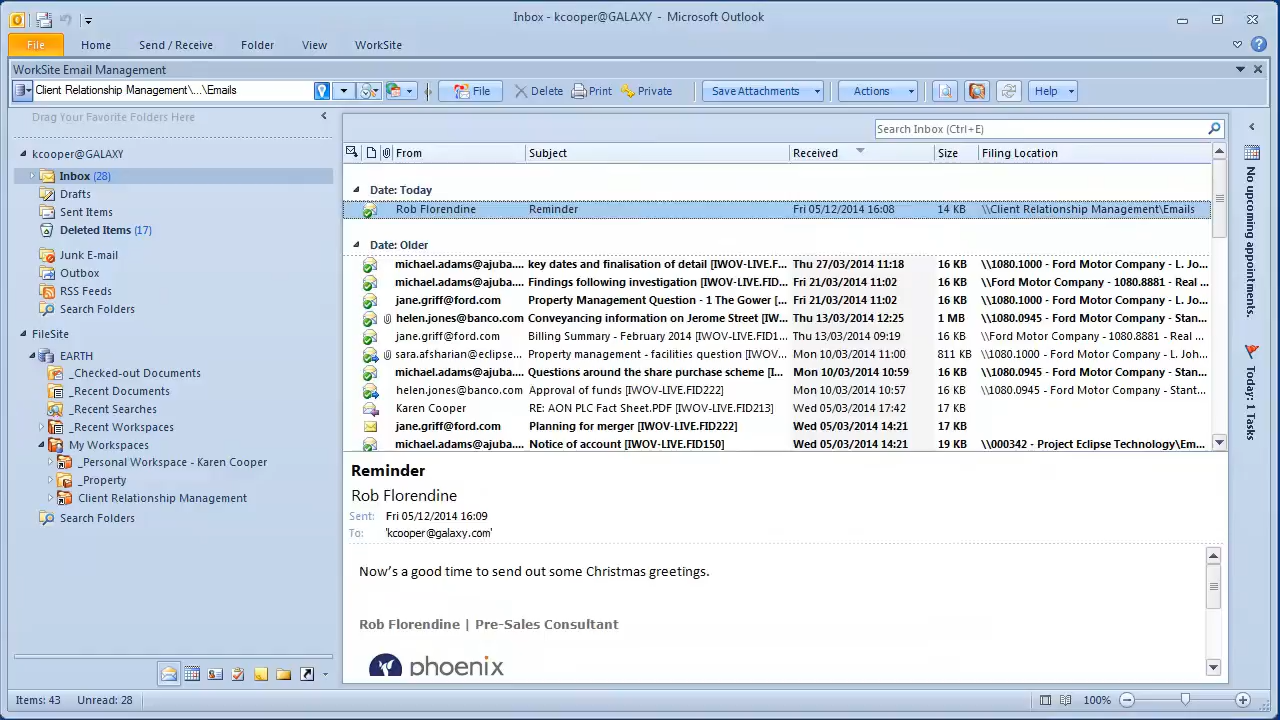 Inbox - kcooper@GALAXY - Microsoft Outlook
File Home Send / Receive Folder View WorkSite
WorkSite Email Management
Client Relationship Management\...\Emails File Delete Print Private Save Attachments Actions Help
Drag Your Favorite Folders Here
kcooper@GALAXY
Inbox (28)
Drafts
Sent Items
Deleted Items (17)
Junk E-mail
Outbox
RSS Feeds
Search Folders
FileSite
EARTH
_Checked-out Documents
_Recent Documents
_Recent Searches
_Recent Workspaces
My Workspaces
_Personal Workspace - Karen Cooper
_Property
Client Relationship Management
Search Folders
Search Inbox (Ctrl+E)
From Subject Received Size Filing Location
Date: Today
Rob Florendine Reminder Fri 05/12/2014 16:08 14 KB \\Client Relationship Management\Emails
Date: Older
michael.adams@ajuba.... key dates and finalisation of detail [IWOV-LIVE.F... Thu 27/03/2014 11:18 16 KB \\1080.1000 - Ford Motor Company - L. Jo...
michael.adams@ajuba.... Findings following investigation [IWOV-LIVE.FID... Fri 21/03/2014 11:02 16 KB \\Ford Motor Company - 1080.8881 - Real ...
jane.griff@ford.com Property Management Question - 1 The Gower [... Fri 21/03/2014 11:02 16 KB \\1080.1000 - Ford Motor Company - L. Jo...
helen.jones@banco.com Conveyancing information on Jerome Street [IW... Thu 13/03/2014 12:25 1 MB \\1080.0945 - Ford Motor Company - Stan...
jane.griff@ford.com Billing Summary - February 2014 [IWOV-LIVE.FID... Thu 13/03/2014 09:19 16 KB \\Ford Motor Company - 1080.8881 - Real ...
sara.afsharian@eclipse... Property management - facilities question [IWOV-... Mon 10/03/2014 11:00 811 KB \\1080.1000 - Ford Motor Company - L. Joh...
michael.adams@ajuba.... Questions around the share purchase scheme [I... Mon 10/03/2014 10:59 16 KB \\1080.0945 - Ford Motor Company - Stan...
helen.jones@banco.com Approval of funds [IWOV-LIVE.FID222] Mon 10/03/2014 10:57 16 KB \\1080.0945 - Ford Motor Company - Stant...
Karen Cooper RE: AON PLC Fact Sheet.PDF [IWOV-LIVE.FID213] Wed 05/03/2014 17:42 17 KB
jane.griff@ford.com Planning for merger [IWOV-LIVE.FID222] Wed 05/03/2014 14:21 17 KB
michael.adams@ajuba.... Notice of account [IWOV-LIVE.FID150] Wed 05/03/2014 14:21 19 KB \\000342 - Project Eclipse Technology\Em...
Reminder
Rob Florendine
Sent: Fri 05/12/2014 16:09
To: 'kcooper@galaxy.com'
Now's a good time to send out some Christmas greetings.
Rob Florendine | Pre-Sales Consultant
phoenix
No upcoming appointments.
Today: 1 Tasks
Items: 43 Unread: 28 100%